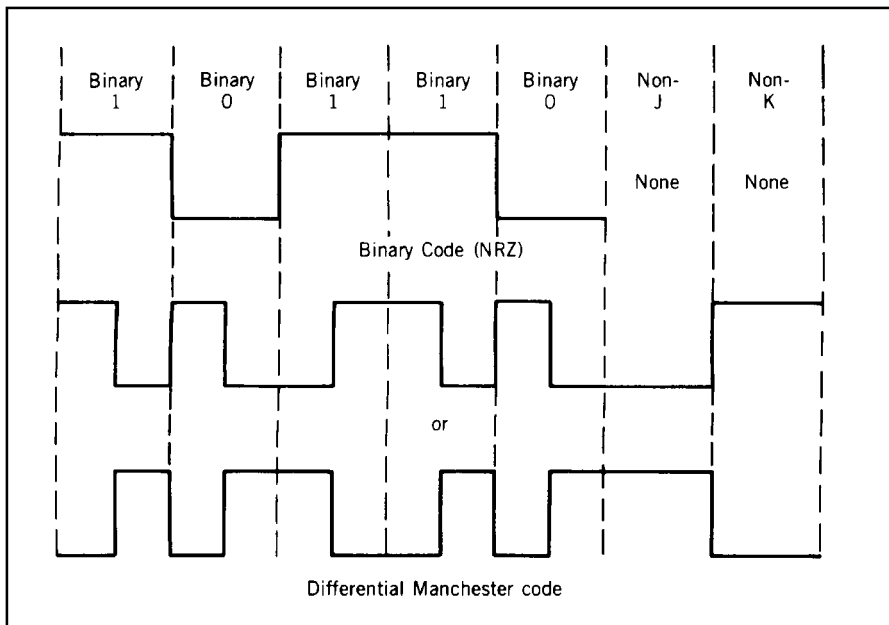 Binary Binary Binary Binary Binary Non- Non-
1 0 1 1 0 J K
None None
Binary Code (NRZ)
or
Differential Manchester code